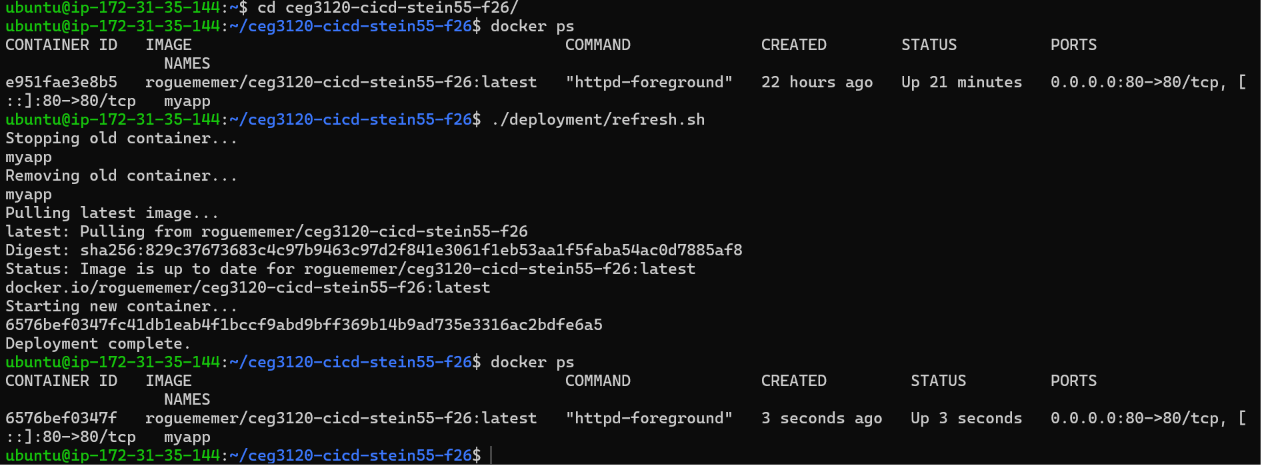 ubuntu@ip-172-31-35-144:~$ cd ceg3120-cicd-stein55-f26/
ubuntu@ip-172-31-35-144:~/ceg3120-cicd-stein55-f26$ docker ps
CONTAINER ID   IMAGE                                        COMMAND              CREATED        STATUS          PORTS
                 NAMES
e951fae3e8b5   roguememer/ceg3120-cicd-stein55-f26:latest   "httpd-foreground"   22 hours ago   Up 21 minutes   0.0.0.0:80->80/tcp, [
::]:80->80/tcp   myapp
ubuntu@ip-172-31-35-144:~/ceg3120-cicd-stein55-f26$ ./deployment/refresh.sh
Stopping old container...
myapp
Removing old container...
myapp
Pulling latest image...
latest: Pulling from roguememer/ceg3120-cicd-stein55-f26
Digest: sha256:829c37673683c4c97b9463c97d2f841e3061f1eb53aa1f5faba54ac0d7885af8
Status: Image is up to date for roguememer/ceg3120-cicd-stein55-f26:latest
docker.io/roguememer/ceg3120-cicd-stein55-f26:latest
Starting new container...
6576bef0347fc41db1eab4f1bccf9abd9bff369b14b9ad735e3316ac2bdfe6a5
Deployment complete.
ubuntu@ip-172-31-35-144:~/ceg3120-cicd-stein55-f26$ docker ps
CONTAINER ID   IMAGE                                        COMMAND              CREATED         STATUS         PORTS
                 NAMES
6576bef0347f   roguememer/ceg3120-cicd-stein55-f26:latest   "httpd-foreground"   3 seconds ago   Up 3 seconds   0.0.0.0:80->80/tcp, [
::]:80->80/tcp   myapp
ubuntu@ip-172-31-35-144:~/ceg3120-cicd-stein55-f26$